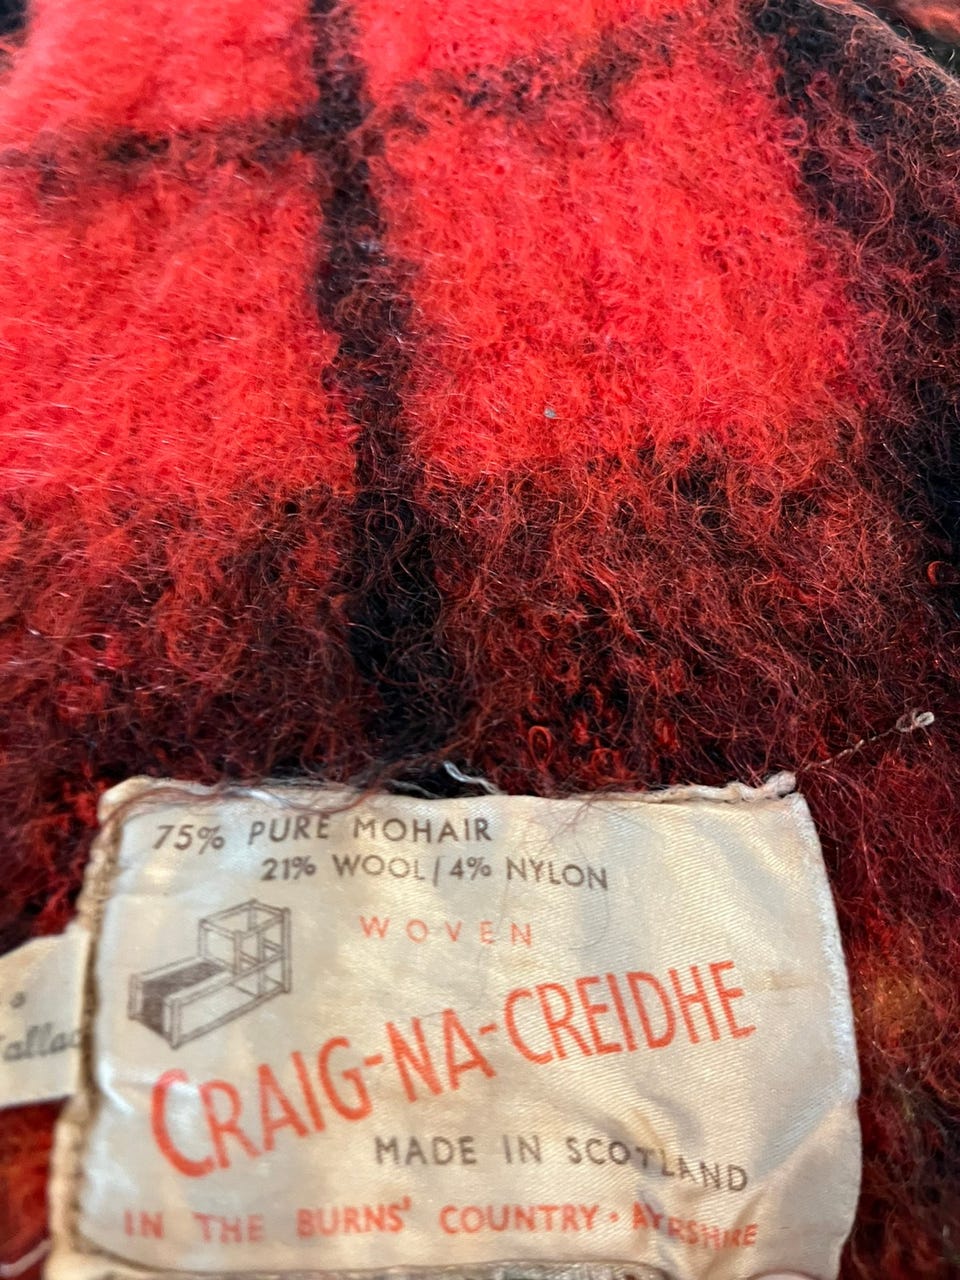 75% PURE MOHAIR
21% WOOL / 4% NYLON
WOVEN
CRAIG-NA-CREIDHE
MADE IN SCOTLAND
IN THE BURNS' COUNTRY · AYRSHIRE